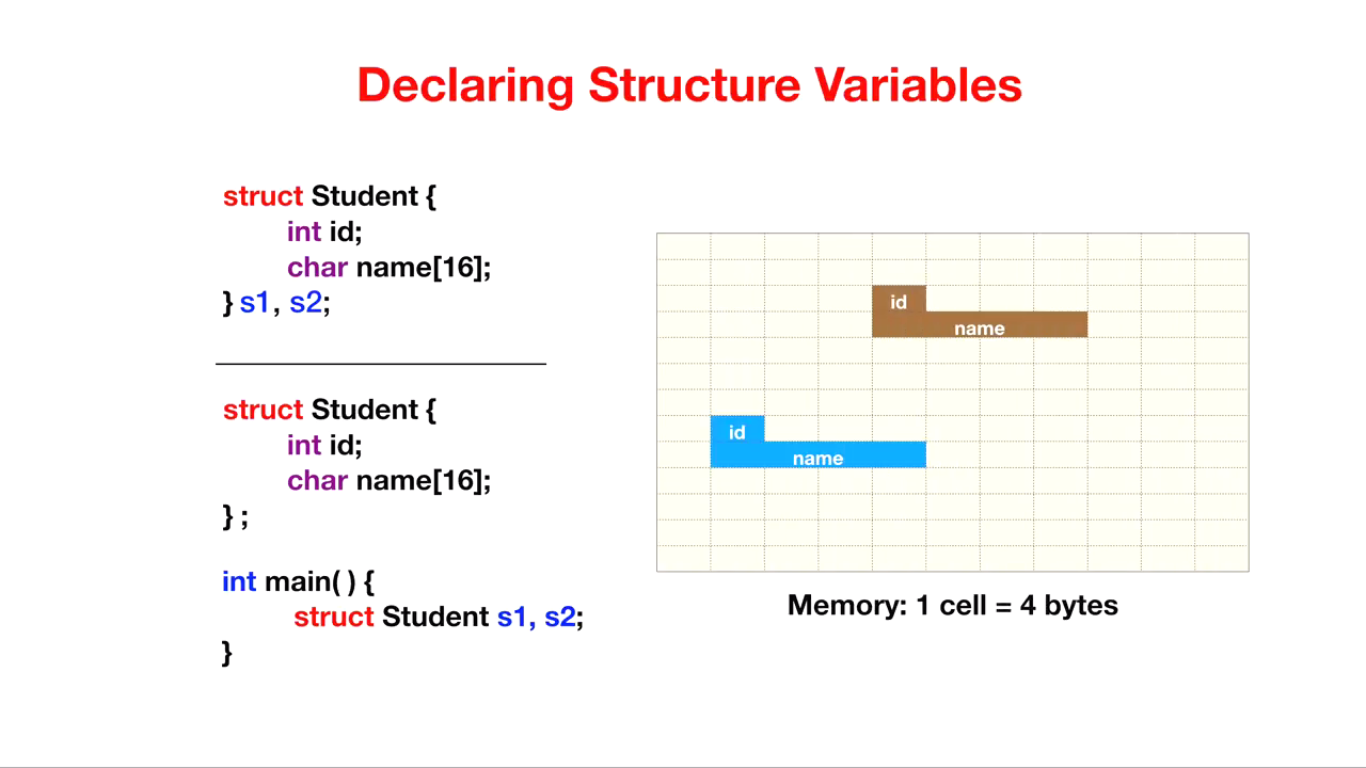 Declaring Structure Variables
struct Student {
int id;
char name[16];
} s1, s2;
struct Student {
int id;
char name[16];
} ;
int main( ) {
struct Student s1, s2;
}
id
name
id
name
Memory: 1 cell = 4 bytes